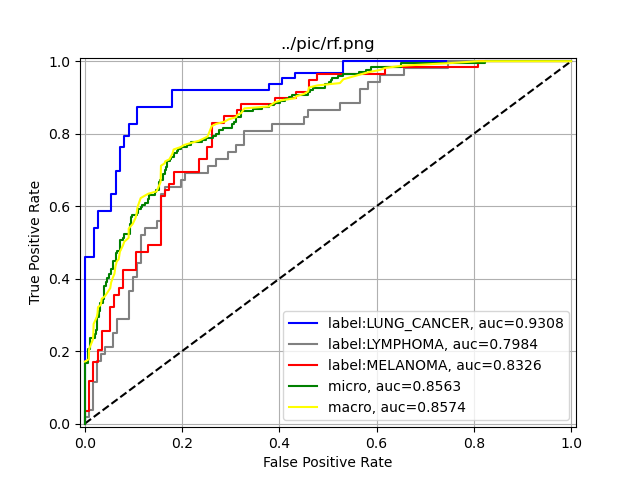 ../pic/rf.png
True Positive Rate
1.0
0.8
0.6
0.4
0.2
0.0
label:LUNG_CANCER, auc=0.9308
label:LYMPHOMA, auc=0.7984
label:MELANOMA, auc=0.8326
micro, auc=0.8563
macro, auc=0.8574
0.0 0.2 0.4 0.6 0.8 1.0
False Positive Rate